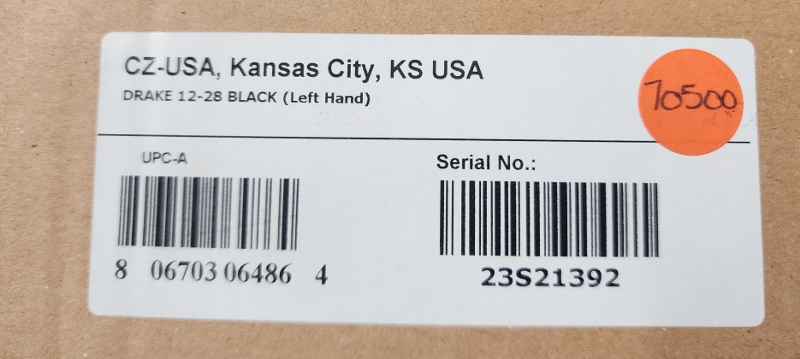 CZ-USA, Kansas City, KS USA
DRAKE 12-28 BLACK (Left Hand)
70500
UPC-A
8 06703 06486 4
Serial No.:
23S21392